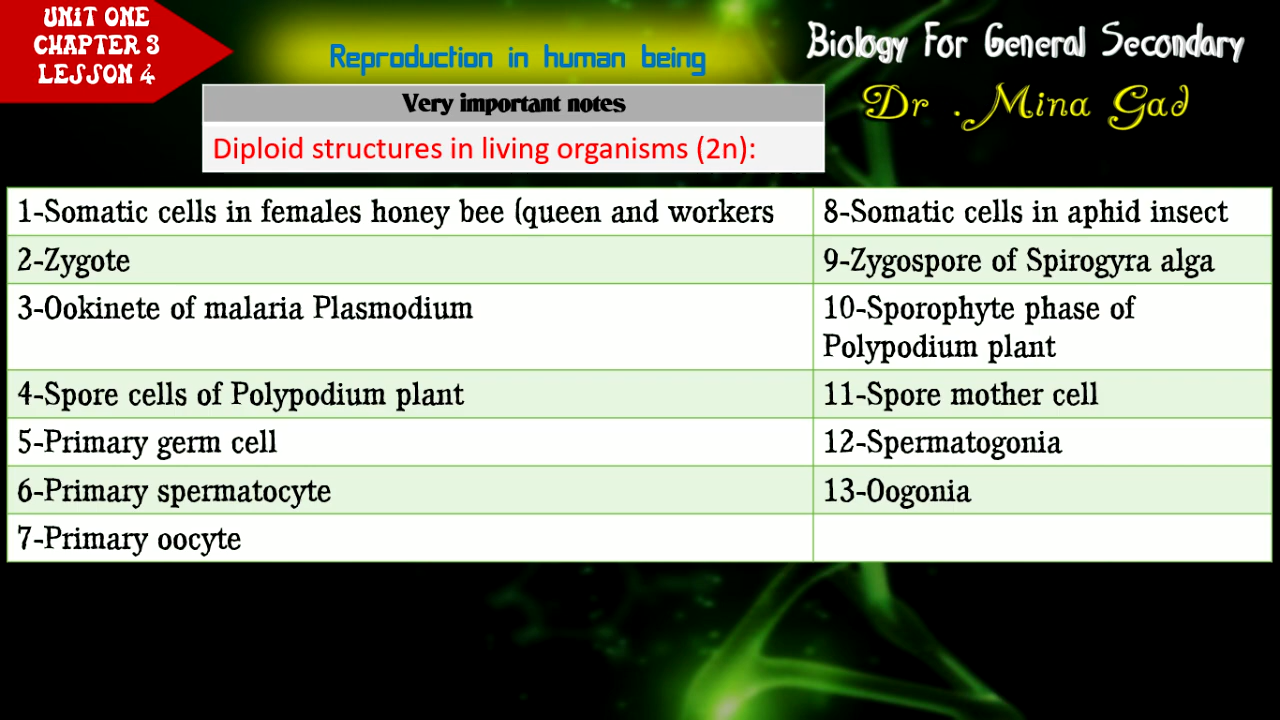 UNIT ONE
CHAPTER 3
LESSON 4
Reproduction in human being
Biology For General Secondary
Dr . Mina Gad
Very important notes
Diploid structures in living organisms (2n):
1-Somatic cells in females honey bee (queen and workers
8-Somatic cells in aphid insect
2-Zygote
9-Zygospore of Spirogyra alga
3-Ookinete of malaria Plasmodium
10-Sporophyte phase of
Polypodium plant
4-Spore cells of Polypodium plant
11-Spore mother cell
5-Primary germ cell
12-Spermatogonia
6-Primary spermatocyte
13-Oogonia
7-Primary oocyte